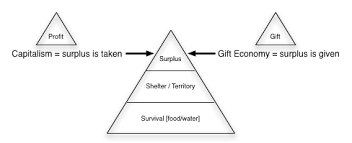 Profit
Gift
Capitalism = surplus is taken
Gift Economy = surplus is given
Surplus
Shelter / Territory
Survival [food/water]